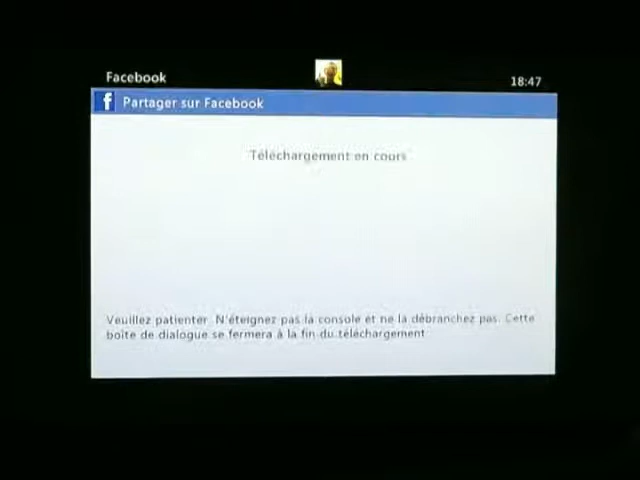 Facebook
18:47
f Partager sur Facebook
Téléchargement en cours
Veuillez patienter. N'éteignez pas la console et ne la débranchez pas. Cette
boîte de dialogue se fermera à la fin du téléchargement